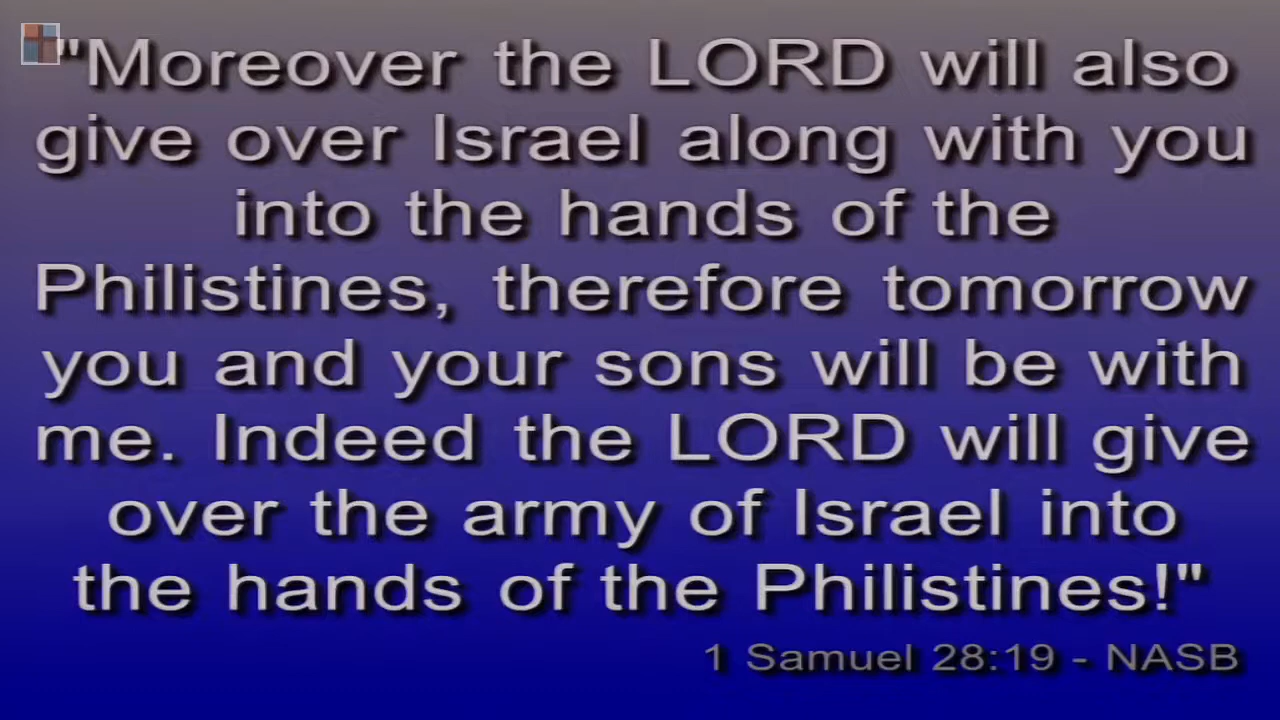 "Moreover the LORD will also
give over Israel along with you
into the hands of the
Philistines, therefore tomorrow
you and your sons will be with
me. Indeed the LORD will give
over the army of Israel into
the hands of the Philistines!"
1 Samuel 28:19 - NASB